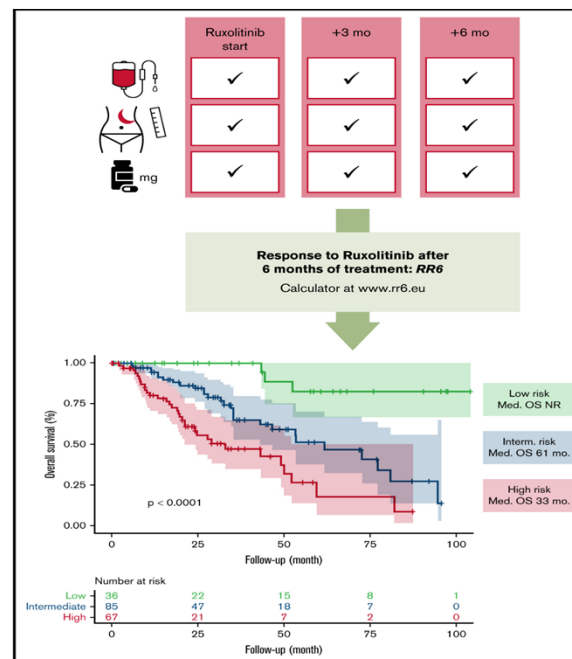 Ruxolitinib start
+3 mo
+6 mo
mg
Response to Ruxolitinib after
6 months of treatment: RR6
Calculator at www.rr6.eu
Overall survival (%)
1.00
0.75
0.50
0.25
0.00
p < 0.0001
0 25 50 75 100
Follow-up (month)
Low risk
Med. OS NR
Interm. risk
Med. OS 61 mo.
High risk
Med. OS 33 mo.
Number at risk
Low 36 22 15 8 1
Intermediate 85 47 18 7 0
High 67 21 7 2 0
0 25 50 75 100
Follow-up (month)